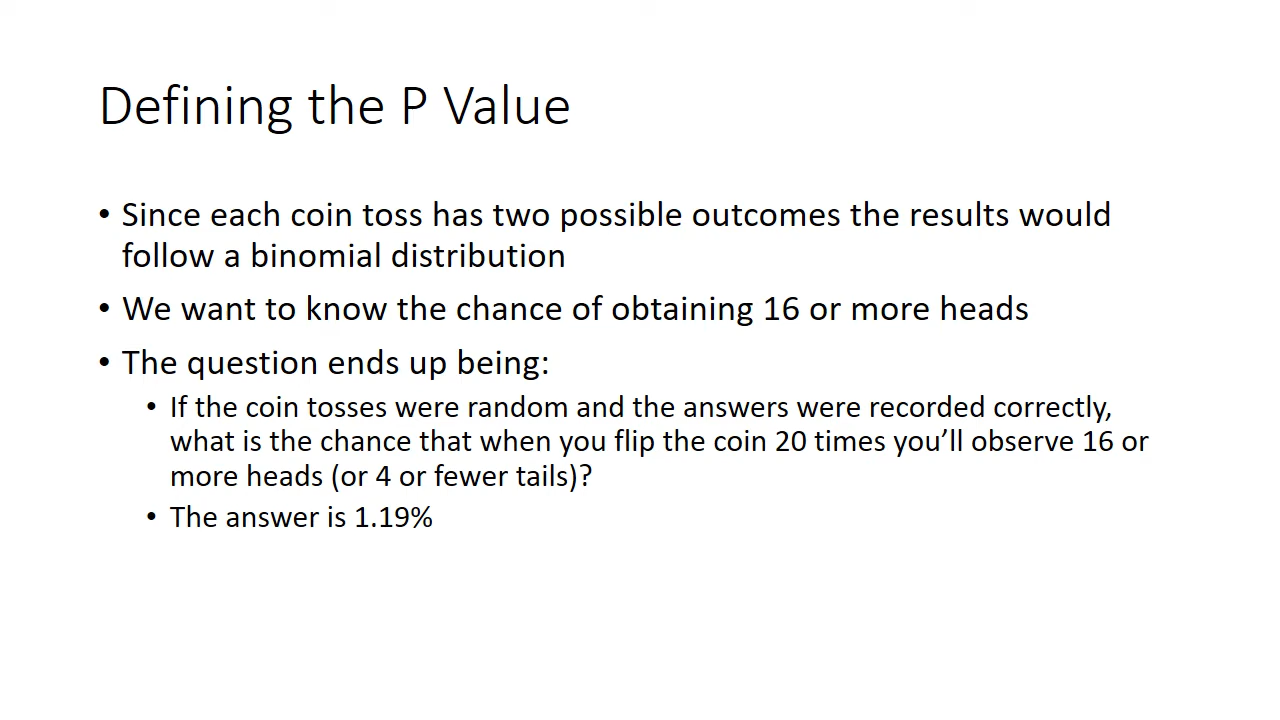 Defining the P Value
• Since each coin toss has two possible outcomes the results would
follow a binomial distribution
• We want to know the chance of obtaining 16 or more heads
• The question ends up being:
• If the coin tosses were random and the answers were recorded correctly,
what is the chance that when you flip the coin 20 times you’ll observe 16 or
more heads (or 4 or fewer tails)?
• The answer is 1.19%